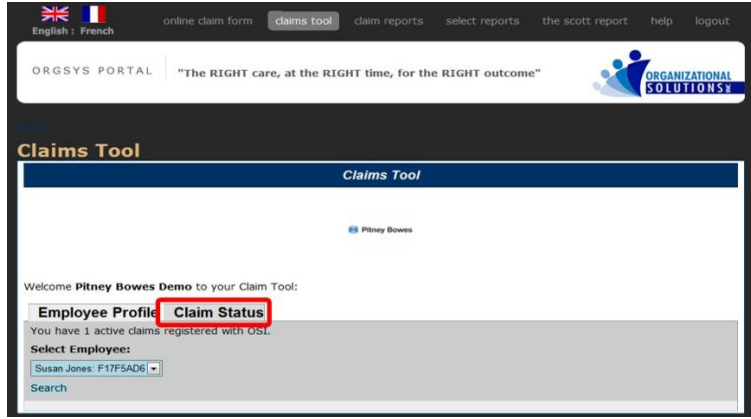 English : French
online claim form claims tool claim reports select reports the scott report help logout
ORGSYS PORTAL "The RIGHT care, at the RIGHT time, for the RIGHT outcome"
ORGANIZATIONAL
SOLUTIONS
Claims Tool
Claims Tool
Pitney Bowes
Welcome Pitney Bowes Demo to your Claim Tool:
Employee Profile Claim Status
You have 1 active claims registered with OSI.
Select Employee:
Susan Jones: F17F5AD6
Search